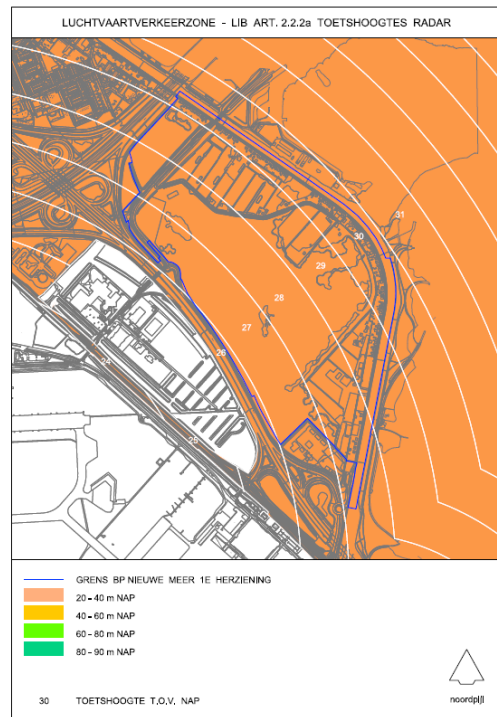 LUCHTVAARTVERKEERZONE - LIB ART. 2.2.2a TOETSHOOGTES RADAR
31
30
29
28
27
26
24
25
GRENS BP NIEUWE MEER 1E HERZIENING
20 - 40 m NAP
40 - 60 m NAP
60 - 80 m NAP
80 - 90 m NAP
30 TOETSHOOGTE T,O,V, NAP
noordpijl